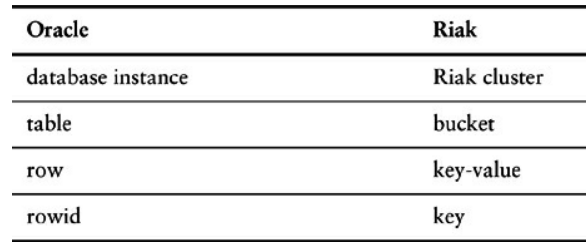 Oracle Riak
database instance Riak cluster
table bucket
row key-value
rowid key